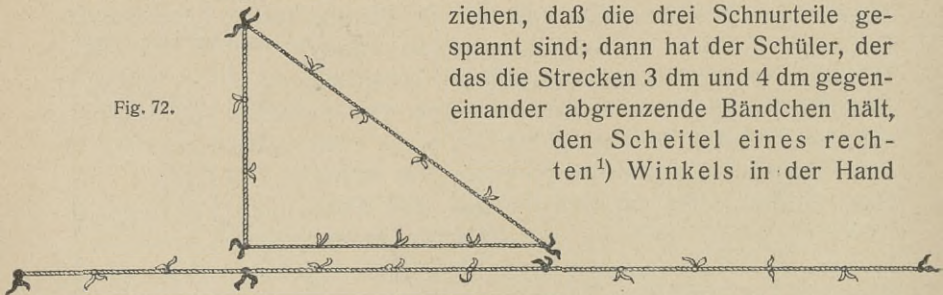 ziehen, daß die drei Schnurteile ge-
spannt sind; dann hat der Schüler, der
das die Strecken 3 dm und 4 dm gegen-
Fig. 72.
einander abgrenzende Bändchen hält,
den Scheitel eines rech-
ten¹) Winkels in der Hand